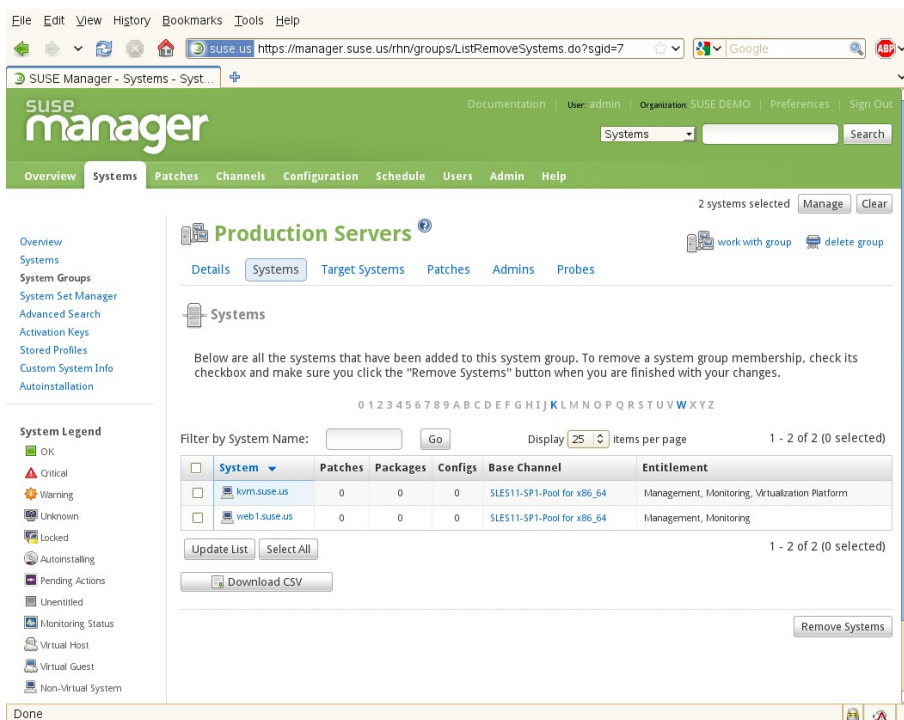 File Edit View History Bookmarks Tools Help
suse.us https://manager.suse.us/rhn/groups/ListRemoveSystems.do?sgid=7
Google
ABP
SUSE Manager - Systems - Syst...
suse manager
Documentation | User: admin | Organization: SUSE DEMO | Preferences | Sign Out
Systems
Search
Overview Systems Patches Channels Configuration Schedule Users Admin Help
2 systems selected Manage Clear
Overview
Systems
System Groups
System Set Manager
Advanced Search
Activation Keys
Stored Profiles
Custom System Info
Autoinstallation
System Legend
OK
Critical
Warning
Unknown
Locked
Autoinstalling
Pending Actions
Unentitled
Monitoring Status
Virtual Host
Virtual Guest
Non-Virtual System
Production Servers ?
work with group delete group
Details Systems Target Systems Patches Admins Probes
Systems
Below are all the systems that have been added to this system group. To remove a system group membership, check its
checkbox and make sure you click the "Remove Systems" button when you are finished with your changes.
0 1 2 3 4 5 6 7 8 9 A B C D E F G H I J K L M N O P Q R S T U V W X Y Z
Filter by System Name: Go Display 25 items per page 1 - 2 of 2 (0 selected)
System Patches Packages Configs Base Channel Entitlement
kvm.suse.us 0 0 0 SLES11-SP1-Pool for x86_64 Management, Monitoring, Virtualization Platform
web1.suse.us 0 0 0 SLES11-SP1-Pool for x86_64 Management, Monitoring
Update List Select All 1 - 2 of 2 (0 selected)
Download CSV
Remove Systems
Done